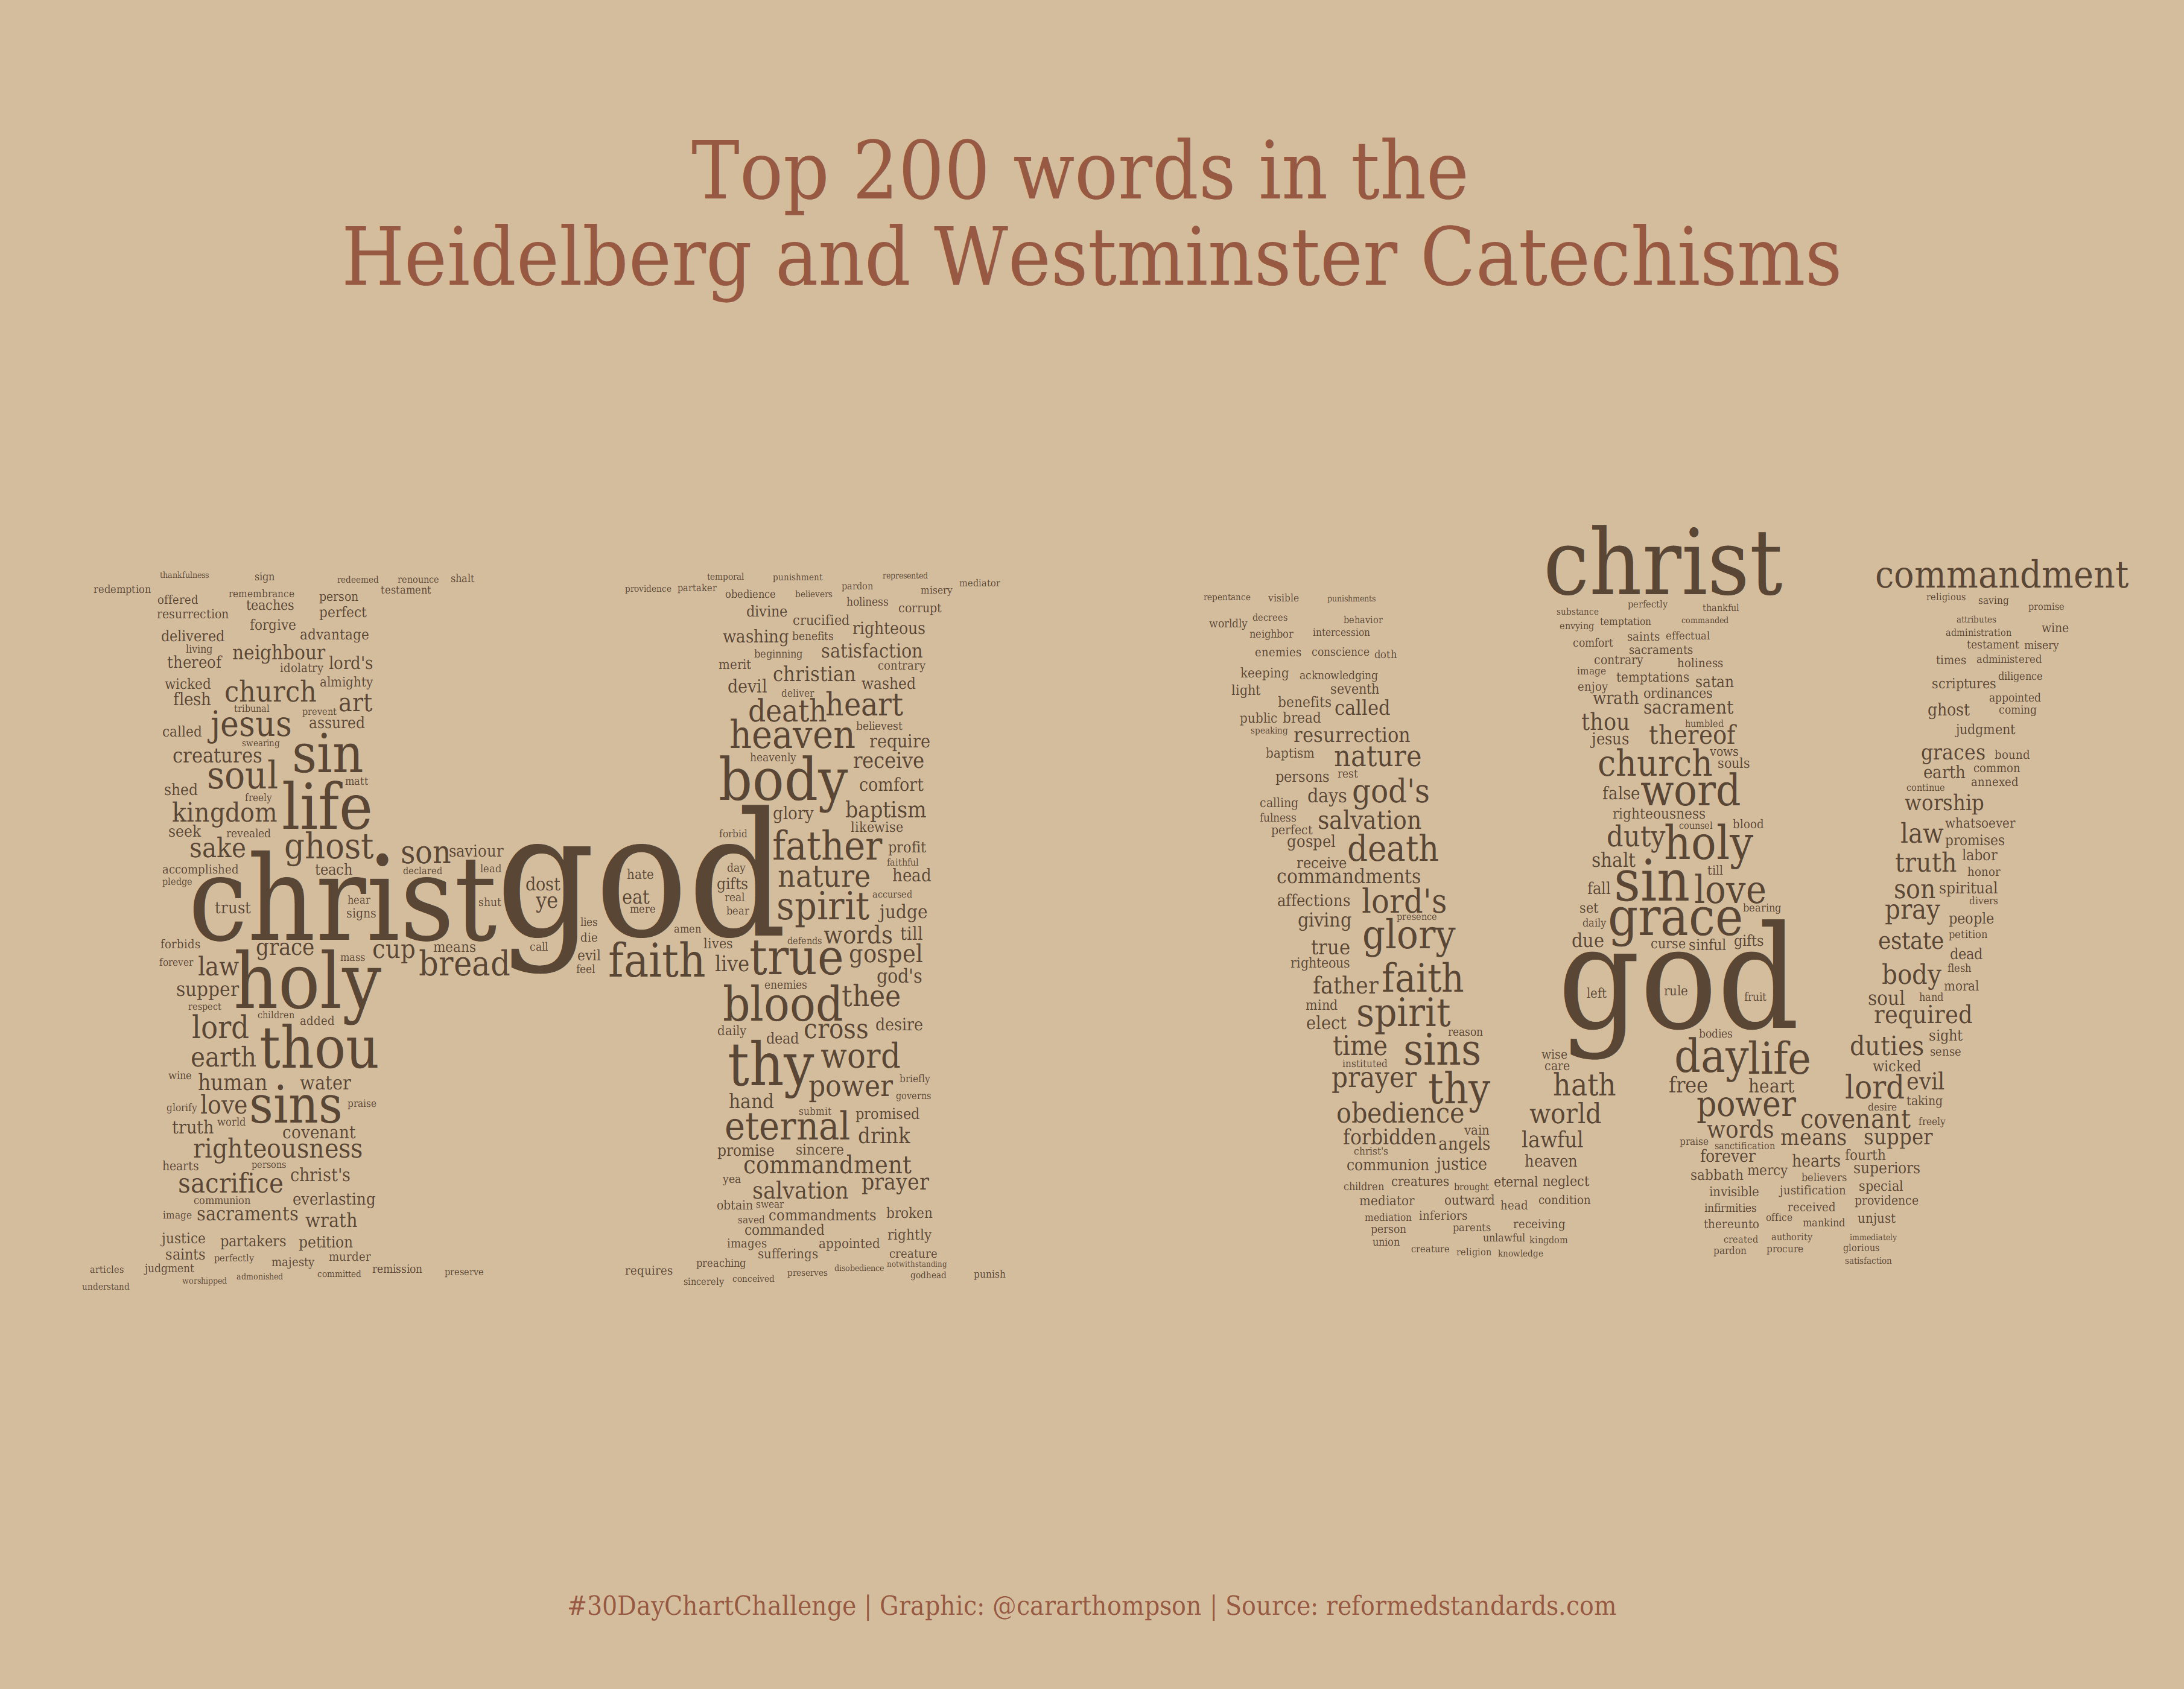 Top 200 words in the
Heidelberg and Westminster Catechisms
thankfulness sign redeemed renounce shalt
redemption remembrance testament
offered teaches person
resurrection perfect
forgive
delivered advantage
living neighbour
thereof idolatry lord's
wicked church almighty
flesh art
tribunal prevent
called jesus assured
swearing sin
creatures
soul matt
shed freely life
kingdom
seek revealed
sake ghost son saviour
accomplished teach declared lead
pledge christ
trust hear shut
signs
forbids grace cup means
forever law mass bread
supper holy
respect children
lord added
earth thou
wine human water
glorify love sins praise
truth world covenant
righteousness
hearts persons
sacrifice christ's
communion everlasting
image sacraments wrath
justice partakers petition
saints perfectly majesty murder
articles judgment worshipped admonished committed remission preserve
understand
god
dost hate day
ye eat gifts
mere real
bear
lies
die amen
call evil faith lives
feel live
temporal punishment represented
providence partaker pardon mediator
obedience believers misery
holiness
divine corrupt
crucified
washing benefits righteous
beginning satisfaction
merit christian contrary
devil washed
deliver
death heart
heaven believest
require
heavenly receive
body comfort
glory baptism
forbid likewise
father profit
faithful
nature head
spirit accursed
judge
defends words till
true gospel
god's
enemies
blood thee
daily dead cross desire
thy word
power briefly
hand governs
submit promised
eternal drink
promise sincere
commandment
yea salvation prayer
obtain swear
saved commandments broken
commanded rightly
images appointed
sufferings creature
requires preaching disobedience notwithstanding
sincerely conceived preserves godhead punish
christ
commandment
repentance visible punishments
decrees behavior
worldly neighbor intercession
enemies conscience doth
keeping acknowledging
light seventh
benefits called
public bread
speaking resurrection
baptism nature
persons rest
calling days god's
fulness salvation
perfect
gospel death
receive
commandments
affections lord's
giving presence
glory
true
righteous
father faith
mind
elect spirit
reason
time sins
instituted
prayer thy
obedience
forbidden vain
angels
christ's
communion justice
children creatures brought eternal neglect
mediator outward head condition
mediation inferiors
person parents receiving
union unlawful kingdom
creature religion knowledge
substance perfectly thankful
envying temptation commanded
comfort saints effectual
sacraments
contrary holiness
image temptations satan
enjoy ordinances
wrath sacrament
thou humbled
jesus thereof
vows
church souls
false word
righteousness
duty counsel blood
holy
shalt till
fall sin love
set bearing
daily grace
due curse sinful gifts
god
left rule fruit
bodies
wise day life
care
hath free heart
world power covenant
lawful words means supper
praise sanctification
heaven forever hearts fourth
sabbath mercy believers superiors
invisible justification special
infirmities received providence
thereunto office mankind unjust
created authority immediately
pardon procure glorious
satisfaction
religious saving promise
attributes
administration wine
testament misery
times administered
scriptures diligence
appointed
ghost coming
judgment
graces bound
earth common
continue annexed
worship
law whatsoever
promises
truth labor
honor
son spiritual
divers
pray people
estate petition
dead
body flesh
moral
soul hand
required
sight
duties sense
wicked
lord evil
desire taking
freely
#30DayChartChallenge | Graphic: @cararthompson | Source: reformedstandards.com